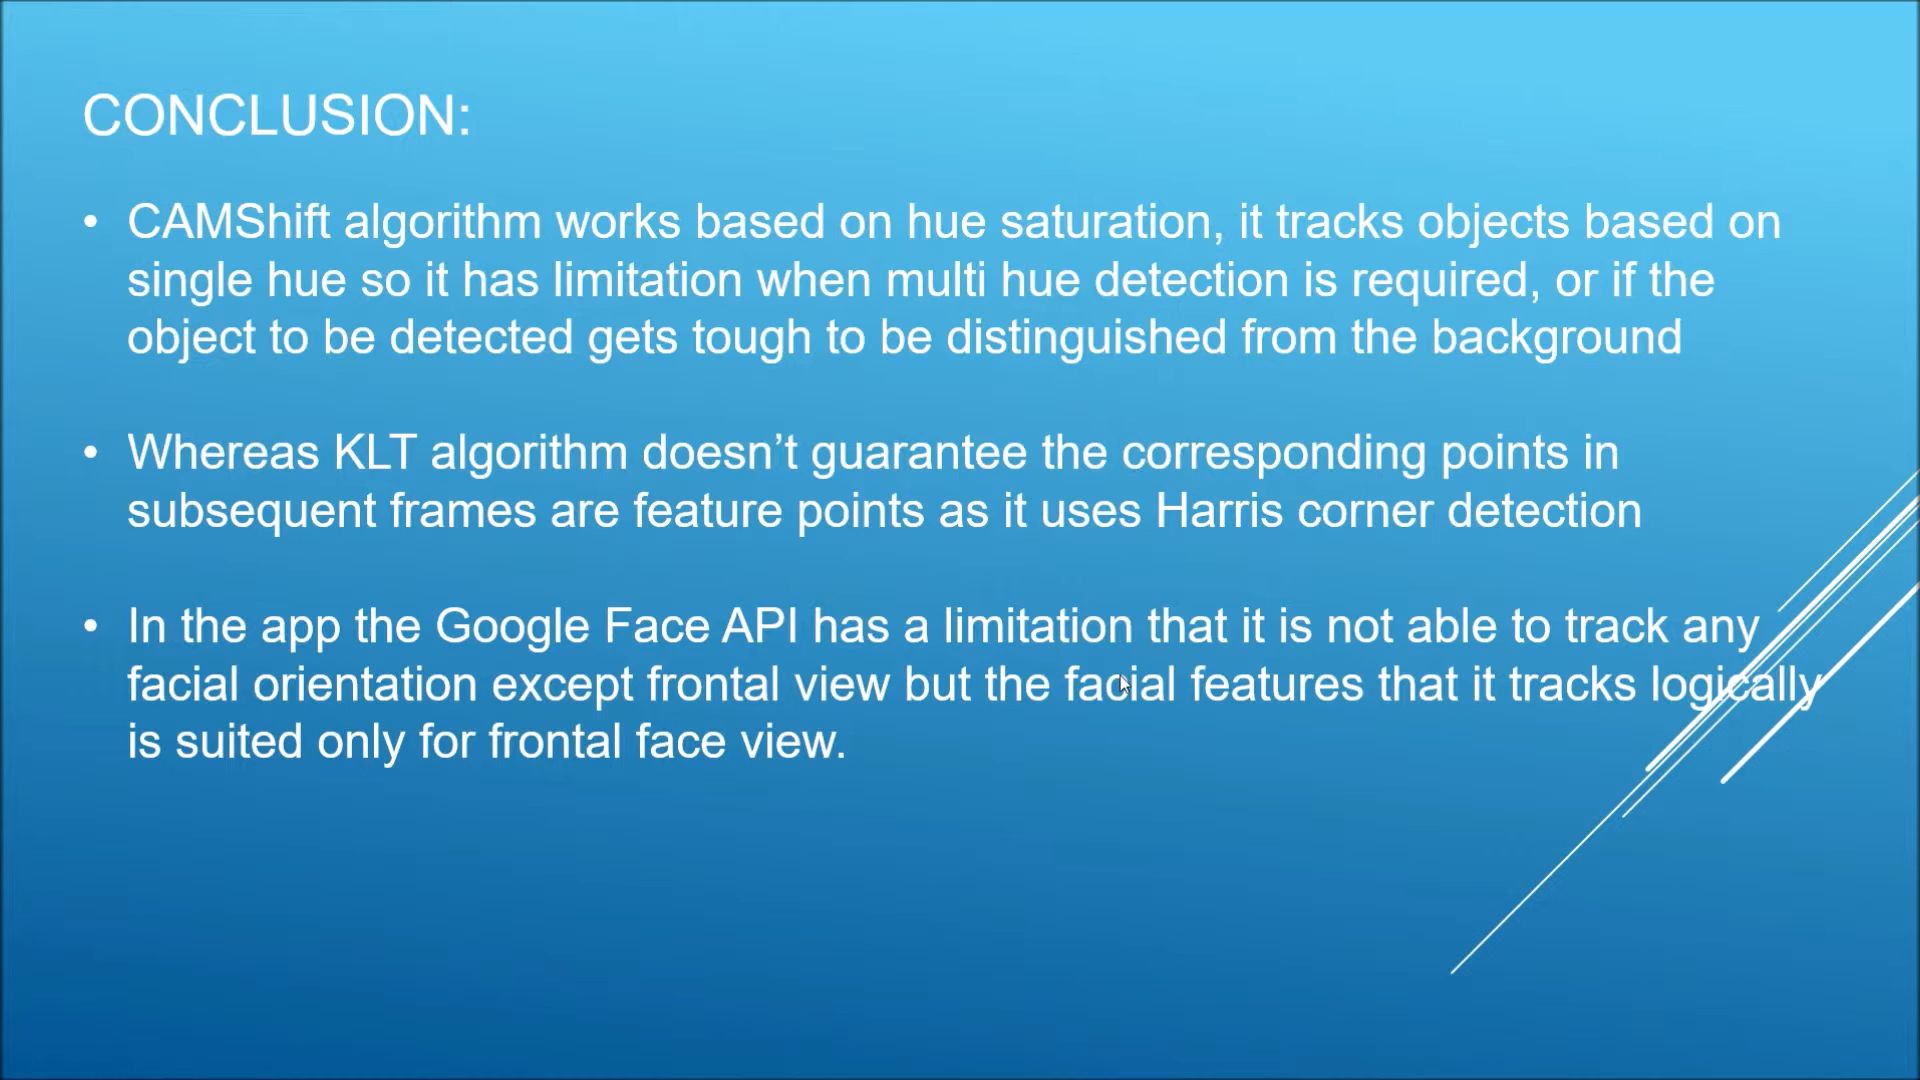 CONCLUSION:
• CAMShift algorithm works based on hue saturation, it tracks objects based on
single hue so it has limitation when multi hue detection is required, or if the
object to be detected gets tough to be distinguished from the background
• Whereas KLT algorithm doesn’t guarantee the corresponding points in
subsequent frames are feature points as it uses Harris corner detection
• In the app the Google Face API has a limitation that it is not able to track any
facial orientation except frontal view but the facial features that it tracks logically
is suited only for frontal face view.